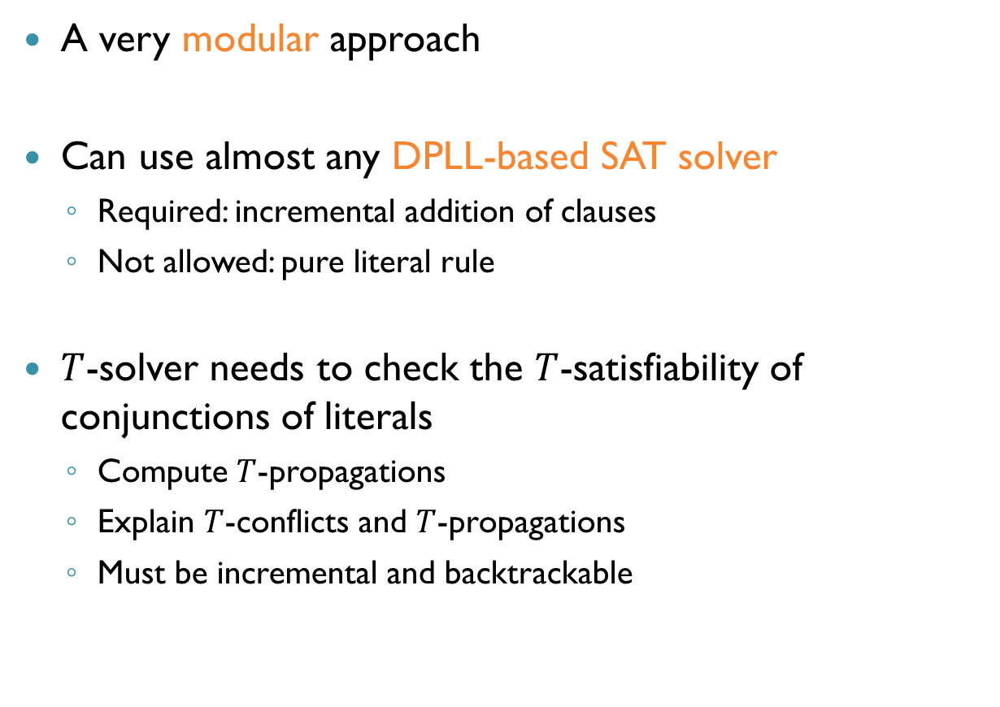 • A very modular approach
• Can use almost any DPLL-based SAT solver
◦ Required: incremental addition of clauses
◦ Not allowed: pure literal rule
• T-solver needs to check the T-satisfiability of
conjunctions of literals
◦ Compute T-propagations
◦ Explain T-conflicts and T-propagations
◦ Must be incremental and backtrackable